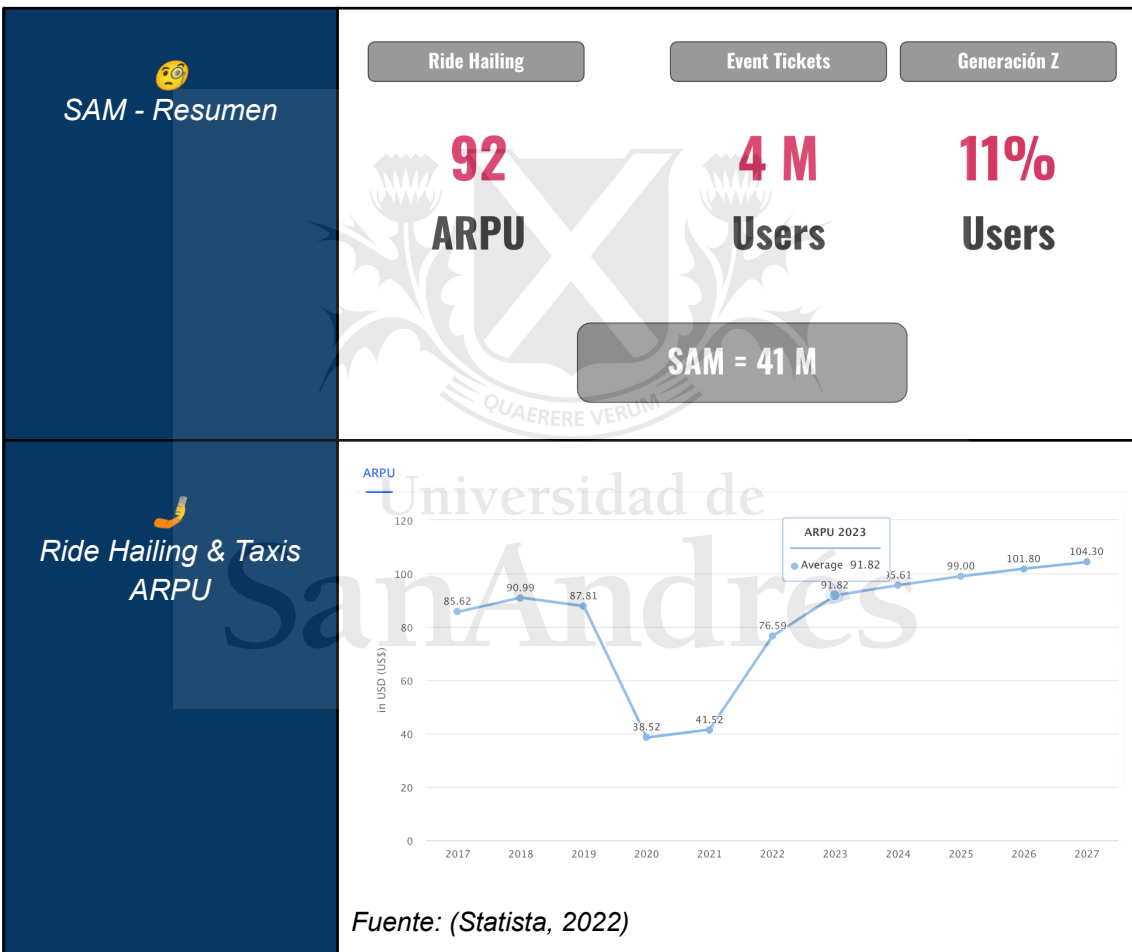 SAM - Resumen
Ride Hailing
Event Tickets
Generación Z
92
4 M
11%
ARPU
Users
Users
SAM = 41 M
QUAERERE VERUM
Universidad de
SanAndrés
Ride Hailing & Taxis
ARPU
ARPU
in USD (US$)
120
100
80
60
40
20
0
85.62
90.99
87.81
38.52
41.52
76.59
91.82
95.61
99.00
101.80
104.30
ARPU 2023
Average 91.82
2017
2018
2019
2020
2021
2022
2023
2024
2025
2026
2027
Fuente: (Statista, 2022)